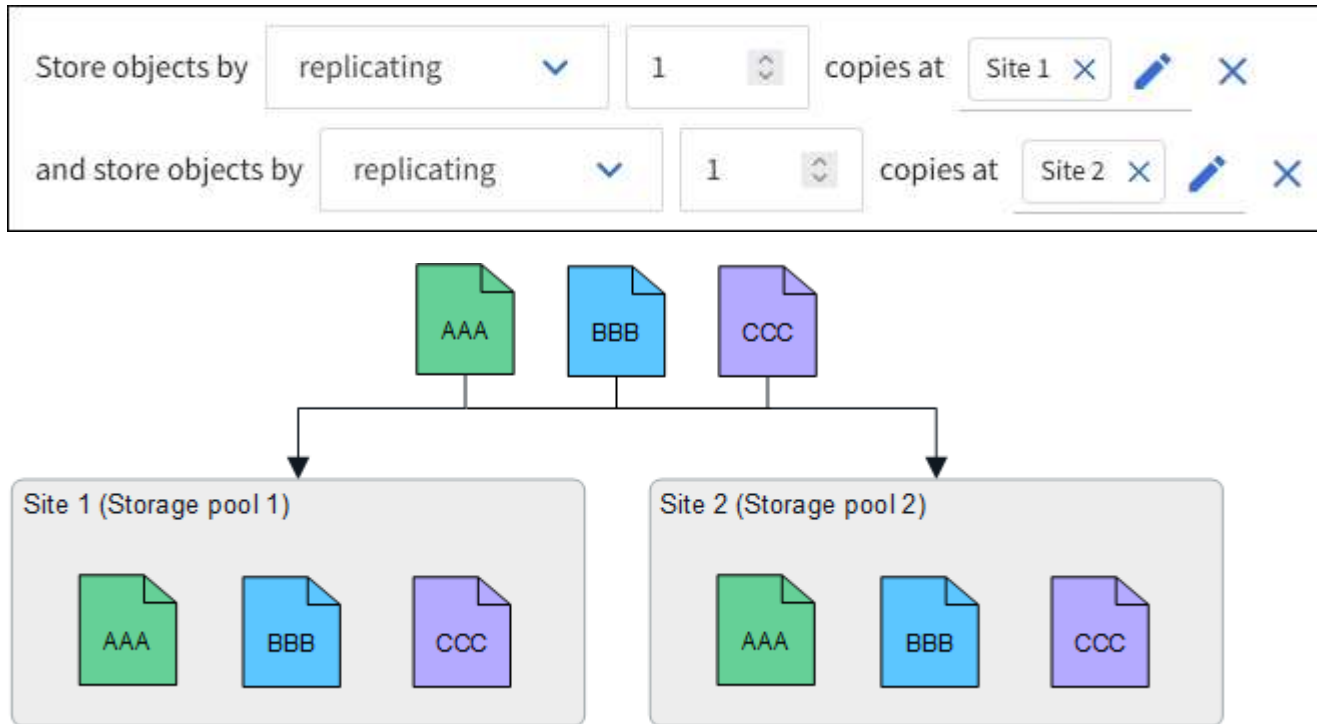 Store objects by replicating 1 copies at Site 1
and store objects by replicating 1 copies at Site 2
AAA BBB CCC
Site 1 (Storage pool 1)
AAA BBB CCC
Site 2 (Storage pool 2)
AAA BBB CCC